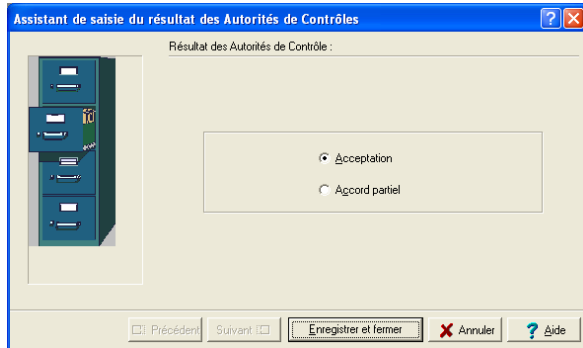 Assistant de saisie du résultat des Autorités de Contrôles
Résultat des Autorités de Contrôle :
Acceptation
Accord partiel
Précédent Suivant Enregistrer et fermer Annuler Aide